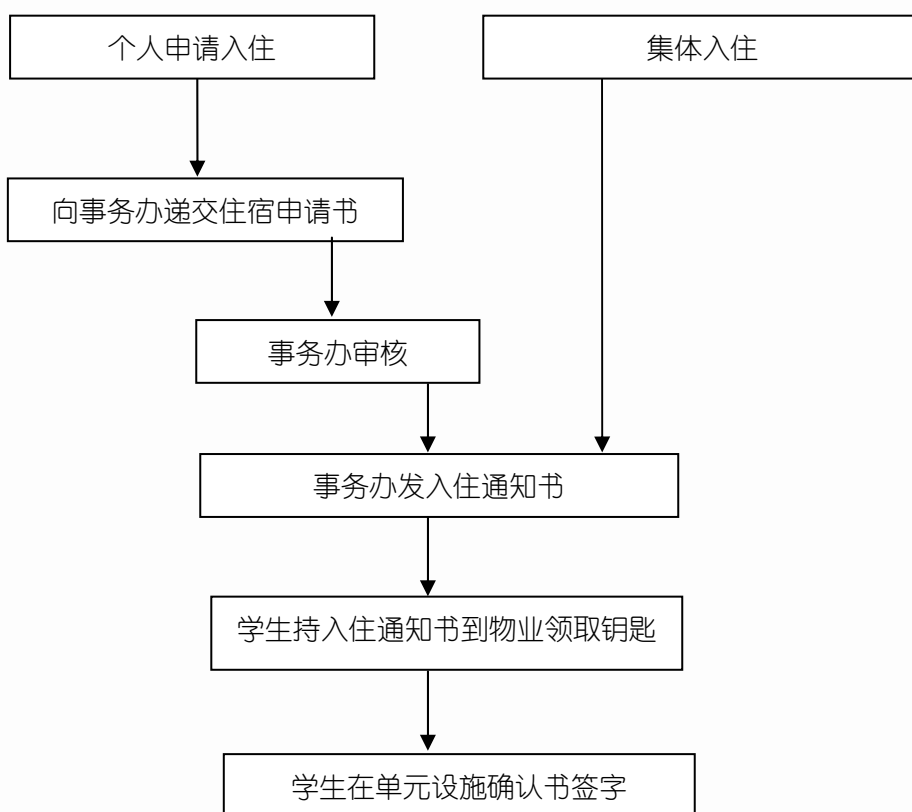 个人申请入住
集体入住
向事务办递交住宿申请书
事务办审核
事务办发入住通知书
学生持入住通知书到物业领取钥匙
学生在单元设施确认书签字